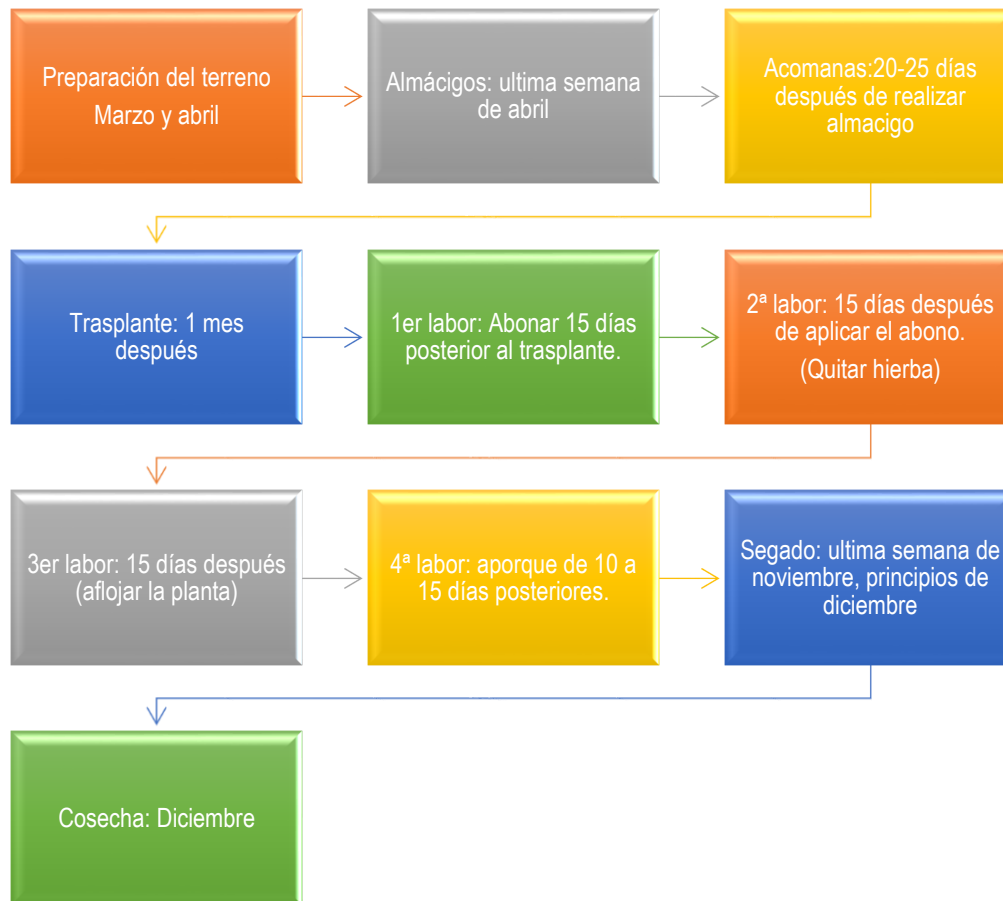 Preparación del terreno
Marzo y abril
Almácigos: ultima semana
de abril
Acomanas:20-25 días
después de realizar
almacigo
Trasplante: 1 mes
después
1er labor: Abonar 15 días
posterior al trasplante.
2ª labor: 15 días después
de aplicar el abono.
(Quitar hierba)
3er labor: 15 días después
(aflojar la planta)
4ª labor: aporque de 10 a
15 días posteriores.
Segado: ultima semana de
noviembre, principios de
diciembre
Cosecha: Diciembre